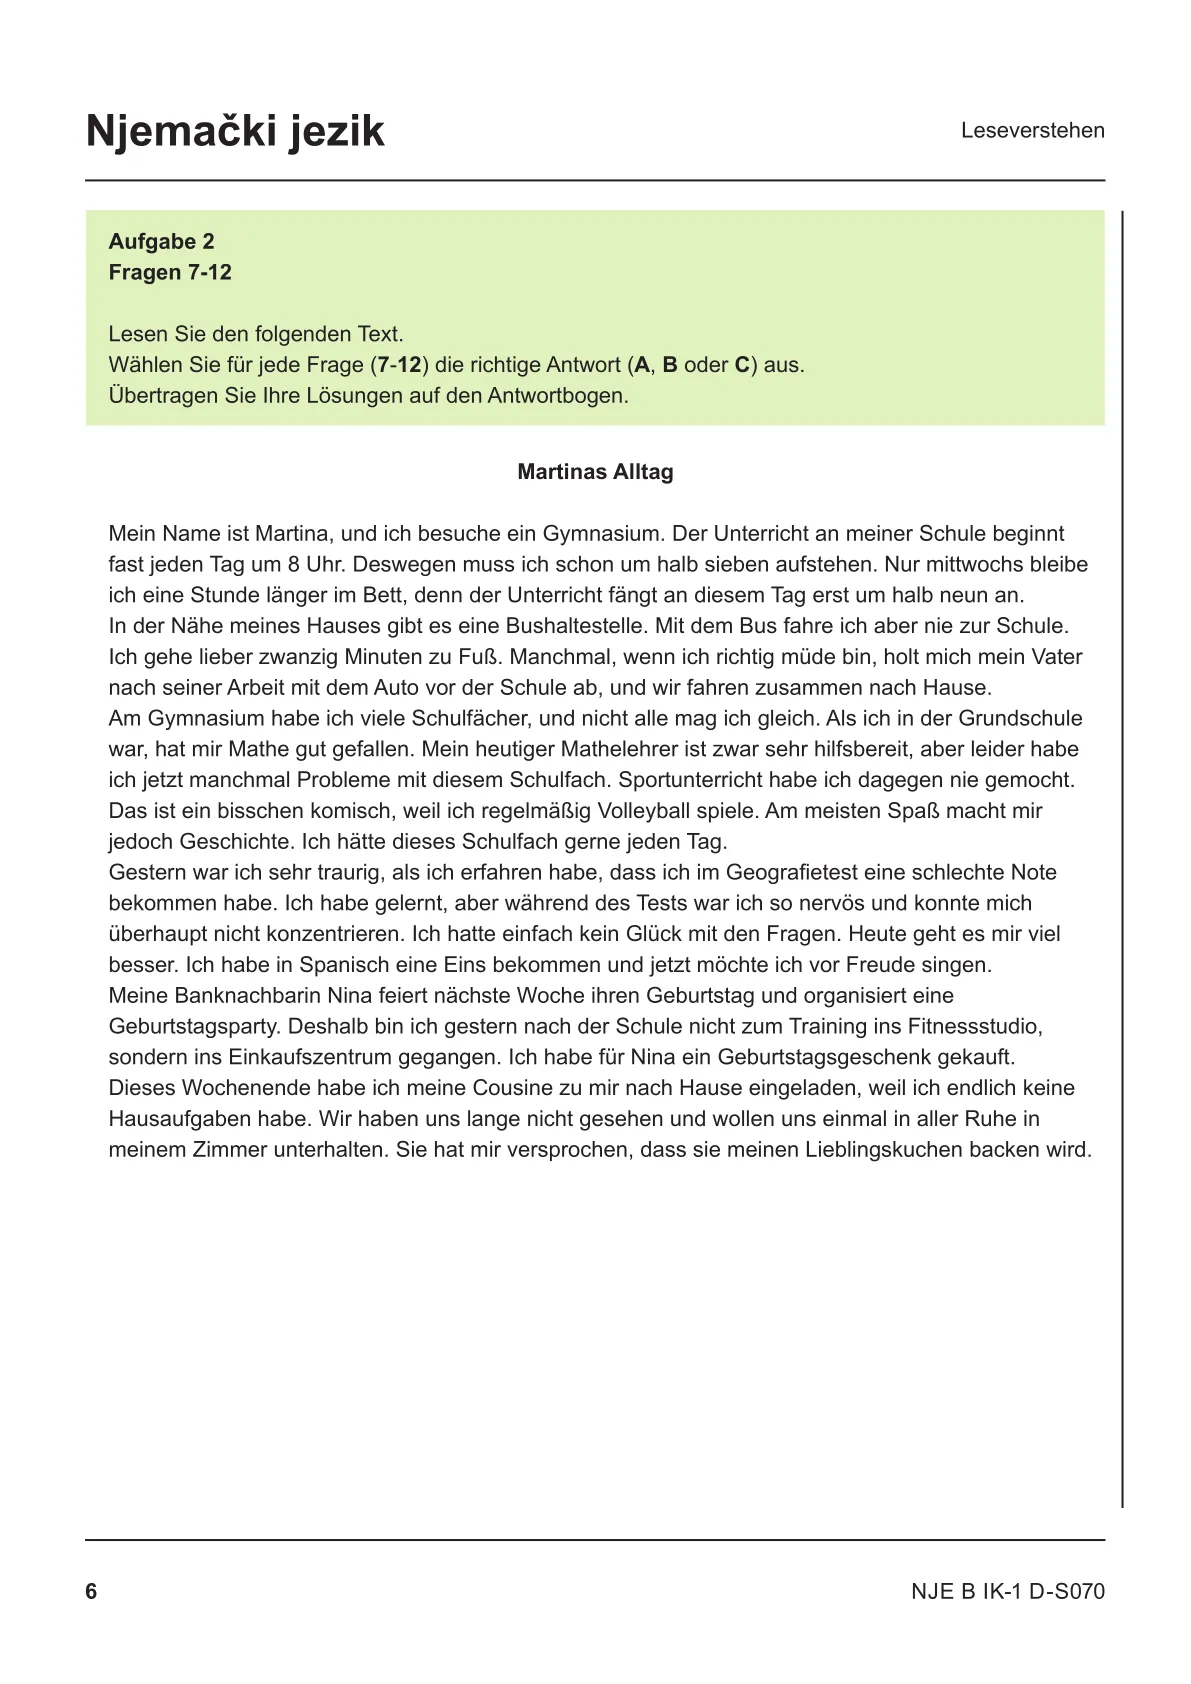 Njemački jezik
Leseverstehen
Aufgabe 2
Fragen 7-12
Lesen Sie den folgenden Text.
Wählen Sie für jede Frage (7-12) die richtige Antwort (A, B oder C) aus.
Übertragen Sie Ihre Lösungen auf den Antwortbogen.
Martinas Alltag
Mein Name ist Martina, und ich besuche ein Gymnasium. Der Unterricht an meiner Schule beginnt
fast jeden Tag um 8 Uhr. Deswegen muss ich schon um halb sieben aufstehen. Nur mittwochs bleibe
ich eine Stunde länger im Bett, denn der Unterricht fängt an diesem Tag erst um halb neun an.
In der Nähe meines Hauses gibt es eine Bushaltestelle. Mit dem Bus fahre ich aber nie zur Schule.
Ich gehe lieber zwanzig Minuten zu Fuß. Manchmal, wenn ich richtig müde bin, holt mich mein Vater
nach seiner Arbeit mit dem Auto vor der Schule ab, und wir fahren zusammen nach Hause.
Am Gymnasium habe ich viele Schulfächer, und nicht alle mag ich gleich. Als ich in der Grundschule
war, hat mir Mathe gut gefallen. Mein heutiger Mathelehrer ist zwar sehr hilfsbereit, aber leider habe
ich jetzt manchmal Probleme mit diesem Schulfach. Sportunterricht habe ich dagegen nie gemocht.
Das ist ein bisschen komisch, weil ich regelmäßig Volleyball spiele. Am meisten Spaß macht mir
jedoch Geschichte. Ich hätte dieses Schulfach gerne jeden Tag.
Gestern war ich sehr traurig, als ich erfahren habe, dass ich im Geografietest eine schlechte Note
bekommen habe. Ich habe gelernt, aber während des Tests war ich so nervös und konnte mich
überhaupt nicht konzentrieren. Ich hatte einfach kein Glück mit den Fragen. Heute geht es mir viel
besser. Ich habe in Spanisch eine Eins bekommen und jetzt möchte ich vor Freude singen.
Meine Banknachbarin Nina feiert nächste Woche ihren Geburtstag und organisiert eine
Geburtstagsparty. Deshalb bin ich gestern nach der Schule nicht zum Training ins Fitnessstudio,
sondern ins Einkaufszentrum gegangen. Ich habe für Nina ein Geburtstagsgeschenk gekauft.
Dieses Wochenende habe ich meine Cousine zu mir nach Hause eingeladen, weil ich endlich keine
Hausaufgaben habe. Wir haben uns lange nicht gesehen und wollen uns einmal in aller Ruhe in
meinem Zimmer unterhalten. Sie hat mir versprochen, dass sie meinen Lieblingskuchen backen wird.
6
NJE B IK-1 D-S070